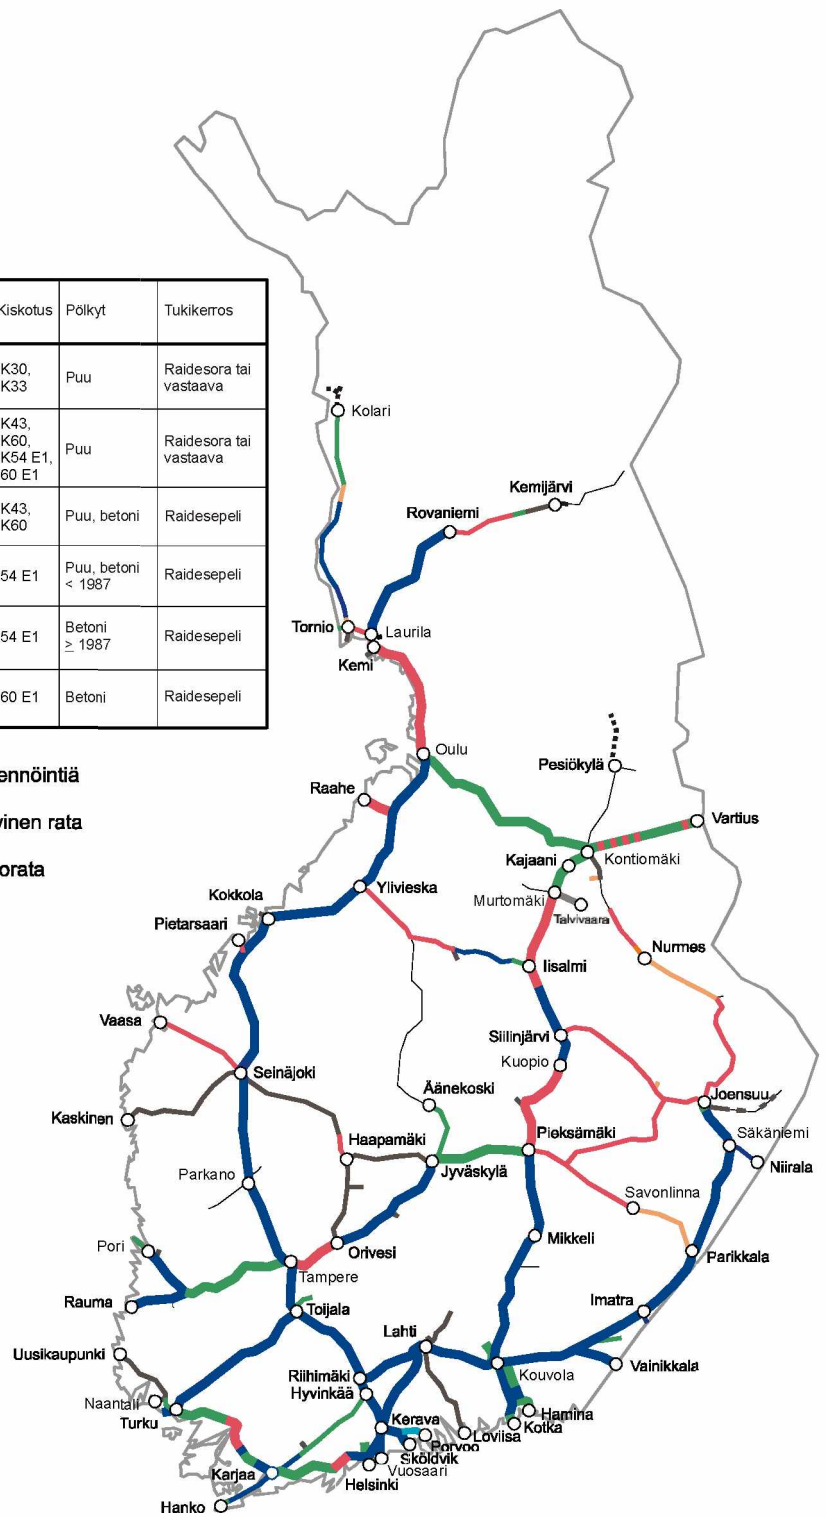 Kiskotus Pölkyt Tukikerros
K30, K33 Puu Raidesora tai vastaava
K43, K60, K54 E1, 60 E1 Puu Raidesora tai vastaava
K43, K60 Puu, betoni Raidesepeli
54 E1 Puu, betoni < 1987 Raidesepeli
54 E1 Betoni ≥ 1987 Raidesepeli
60 E1 Betoni Raidesepeli
Kolari
Kemijärvi
Rovaniemi
Tornio
Laurila
Kemi
Oulu
Pesiökylä
Raahe
Vartius
Kontiomäki
Kajaani
Ylivieska
Murtomäki
Talvivaara
Kokkola
Pietarsaari
Nurmes
Iisalmi
Vaasa
Siilinjärvi
Kuopio
Seinäjoki
Äänekoski
Joensuu
Kaskinen
Haapamäki
Pieksämäki
Säkäniemi
Jyväskylä
Niirala
Parkano
Savonlinna
Pori
Orivesi
Mikkeli
Parikkala
Tampere
Rauma
Toijala
Imatra
Lahti
Uusikaupunki
Vainikkala
Riihimäki
Kouvola
Hyvinkää
Naantali
Turku
Hamina
Kotka
Kerava
Loviisa
Porvoo
Sköldvik
Vuosaari
Karjaa
Helsinki
Hanko